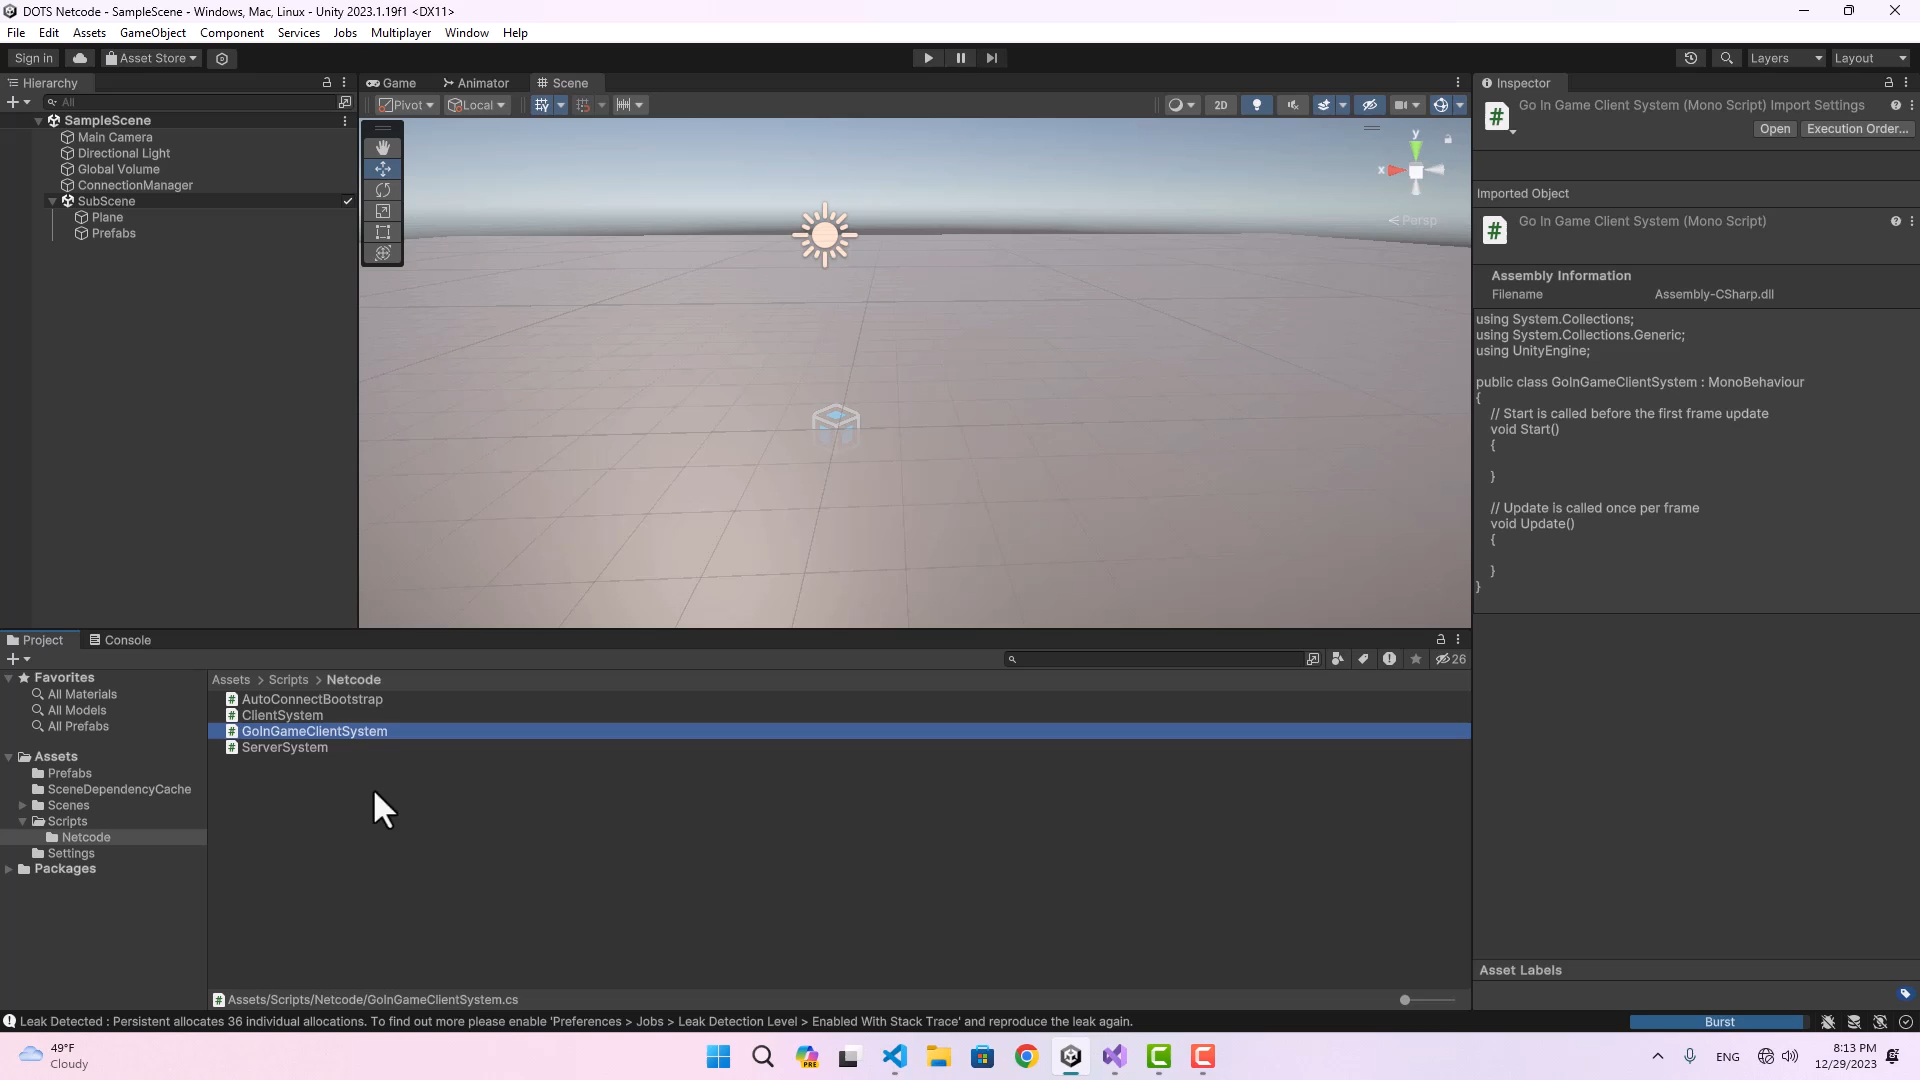 DOTS Netcode - SampleScene - Windows, Mac, Linux - Unity 2023.1.19f1 <DX11>
File Edit Assets GameObject Component Services Jobs Multiplayer Window Help
Sign in Asset Store Layers Layout
Hierarchy
All
SampleScene
Main Camera
Directional Light
Global Volume
ConnectionManager
SubScene
Plane
Prefabs
Game Animator Scene
Pivot Local 2D
y
x
Persp
Inspector
Go In Game Client System (Mono Script) Import Settings
Open Execution Order...
Imported Object
Go In Game Client System (Mono Script)
Assembly Information
Filename Assembly-CSharp.dll
using System.Collections;
using System.Collections.Generic;
using UnityEngine;
public class GoInGameClientSystem : MonoBehaviour
{
// Start is called before the first frame update
void Start()
{
}
// Update is called once per frame
void Update()
{
}
}
Asset Labels
Project Console
26
Favorites
All Materials
All Models
All Prefabs
Assets
Prefabs
SceneDependencyCache
Scenes
Scripts
Netcode
Settings
Packages
Assets > Scripts > Netcode
AutoConnectBootstrap
ClientSystem
GoInGameClientSystem
ServerSystem
Assets/Scripts/Netcode/GoInGameClientSystem.cs
Leak Detected : Persistent allocates 36 individual allocations. To find out more please enable 'Preferences > Jobs > Leak Detection Level > Enabled With Stack Trace' and reproduce the leak again.
Burst
49°F
Cloudy
PRE
ENG
8:13 PM
12/29/2023